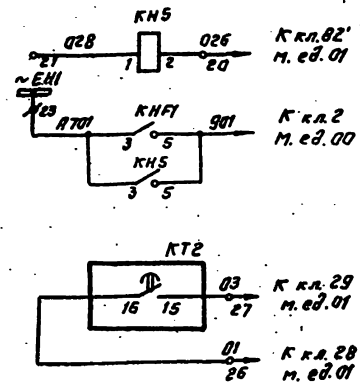 КН5
028
026
К кл. 82'
м. ед. 01
27
1
2
20
~ЕН1
23
А701
КНF1
901
К кл. 2
м. ед. 00
3
5
КН5
3
5
КТ2
16
15
03
27
К кл. 29
м. ед. 01
01
26
К кл. 28
м. ед. 01